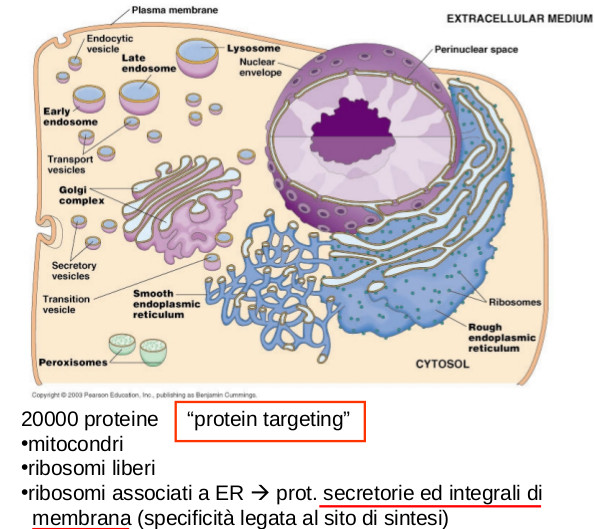 Plasma membrane
EXTRACELLULAR MEDIUM
Endocytic
vesicle
Late
endosome
Lysosome
Nuclear
envelope
Perinuclear space
Early
endosome
Transport
vesicles
Golgi
complex
Secretory
vesicles
Transition
vesicle
Smooth
endoplasmic
reticulum
Ribosomes
Rough
endoplasmic
reticulum
Peroxisomes
CYTOSOL
Copyright © 2003 Pearson Education, Inc., publishing as Benjamin Cummings.
20000 proteine “protein targeting”
•mitocondri
•ribosomi liberi
•ribosomi associati a ER → prot. secretorie ed integrali di
membrana (specificità legata al sito di sintesi)